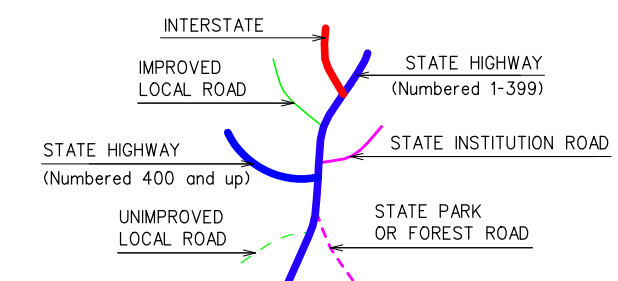 INTERSTATE
STATE HIGHWAY
(Numbered 1-399)
IMPROVED
LOCAL ROAD
STATE INSTITUTION ROAD
STATE HIGHWAY
(Numbered 400 and up)
STATE PARK
OR FOREST ROAD
UNIMPROVED
LOCAL ROAD